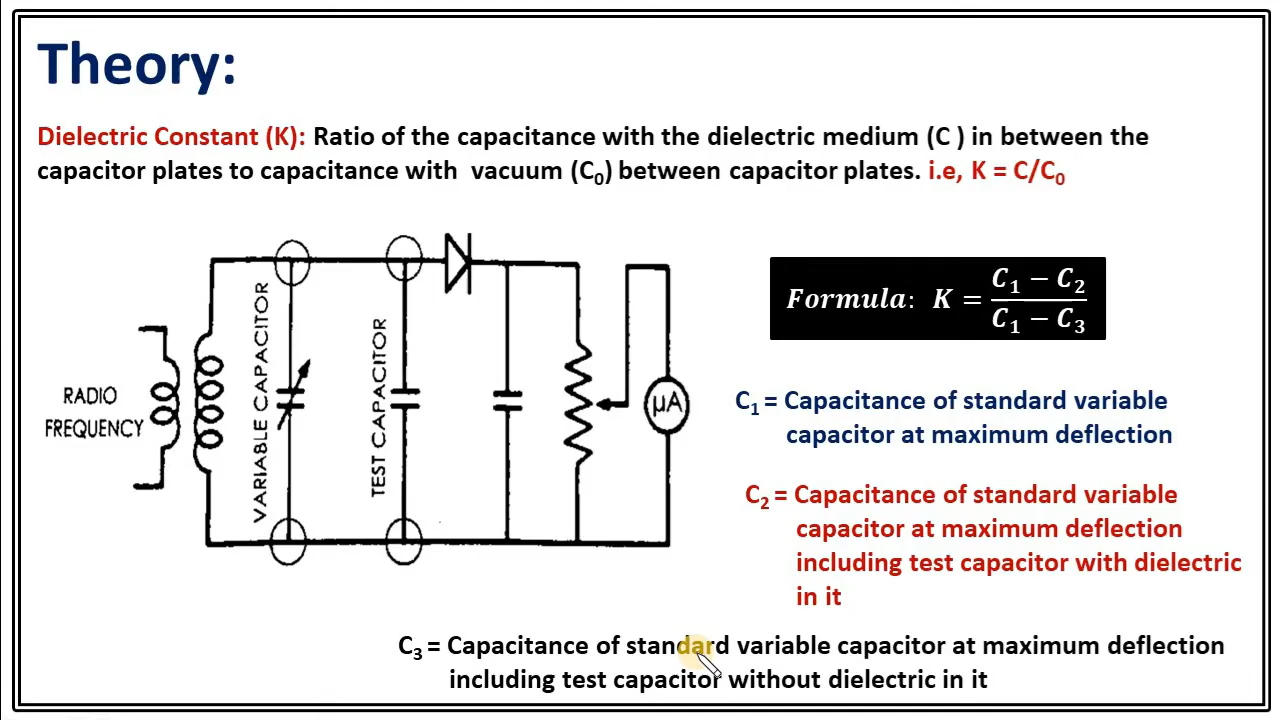 Theory:
Dielectric Constant (K): Ratio of the capacitance with the dielectric medium (C ) in between the
capacitor plates to capacitance with vacuum (C₀) between capacitor plates. i.e, K = C/C₀
RADIO
FREQUENCY
VARIABLE CAPACITOR
TEST CAPACITOR
µA
Formula: K = (C₁ − C₂) / (C₁ − C₃)
C₁ = Capacitance of standard variable
capacitor at maximum deflection
C₂ = Capacitance of standard variable
capacitor at maximum deflection
including test capacitor with dielectric
in it
C₃ = Capacitance of standard variable capacitor at maximum deflection
including test capacitor without dielectric in it